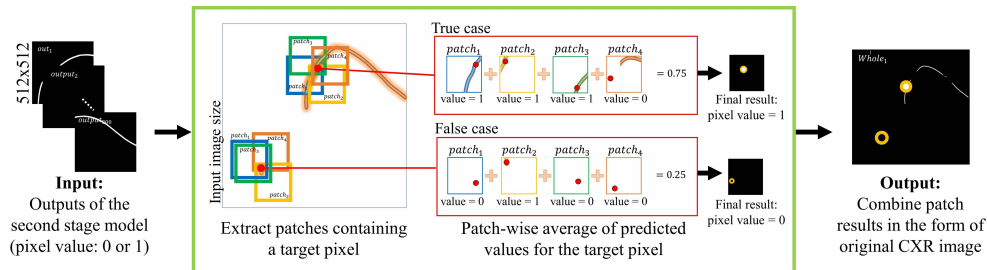 512x512
out₁
output₂
output₅₀₀
Input:
Outputs of the
second stage model
(pixel value: 0 or 1)
Input image size
patch₃
patch₄
patch₂
patch₁
patch₄
patch₃
patch₂
Extract patches containing
a target pixel
True case
patch₁ patch₂ patch₃ patch₄
= 0.75
value = 1 value = 1 value = 1 value = 0
False case
patch₁ patch₂ patch₃ patch₄
= 0.25
value = 0 value = 1 value = 0 value = 0
Patch-wise average of predicted
values for the target pixel
Final result:
pixel value = 1
Final result:
pixel value = 0
Whole₁
Output:
Combine patch
results in the form of
original CXR image